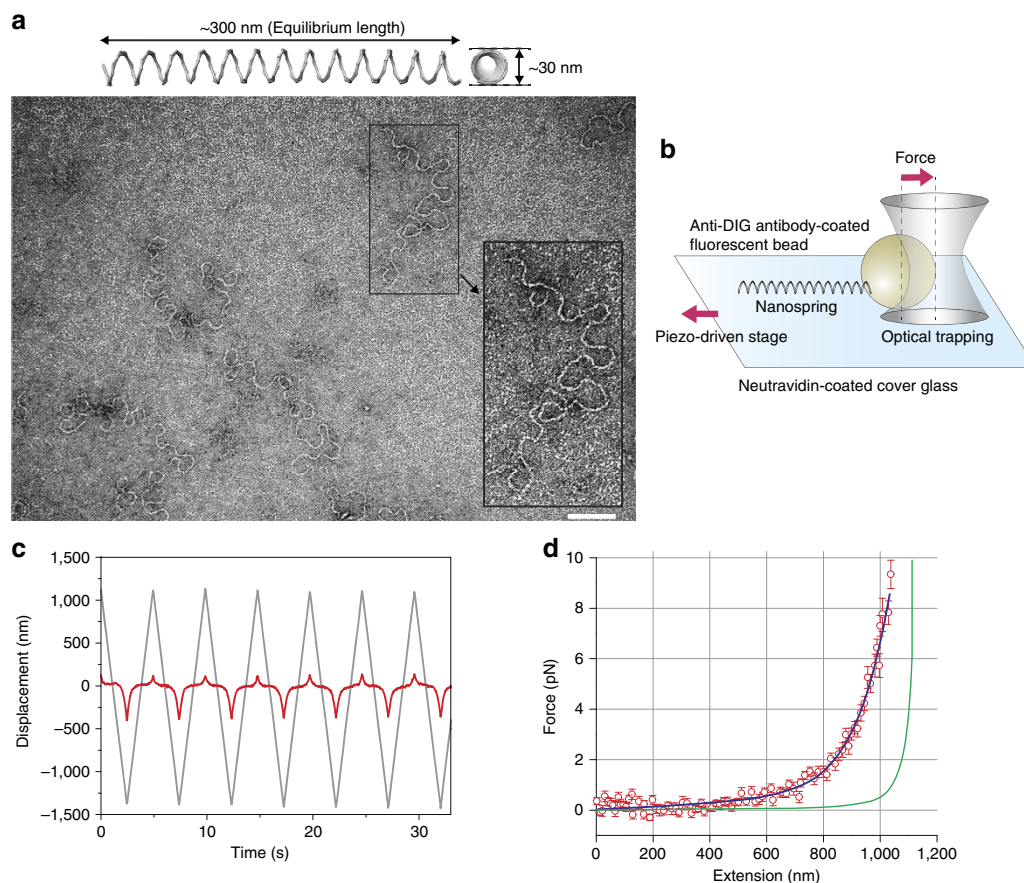 a
~300 nm (Equilibrium length)
~30 nm
b
Force
Anti-DIG antibody-coated
fluorescent bead
Nanospring
Piezo-driven stage
Optical trapping
Neutravidin-coated cover glass
c
Displacement (nm)
1,500
1,000
500
0
−500
−1,000
−1,500
0
10
20
30
Time (s)
d
Force (pN)
10
8
6
4
2
0
0
200
400
600
800
1,000
1,200
Extension (nm)